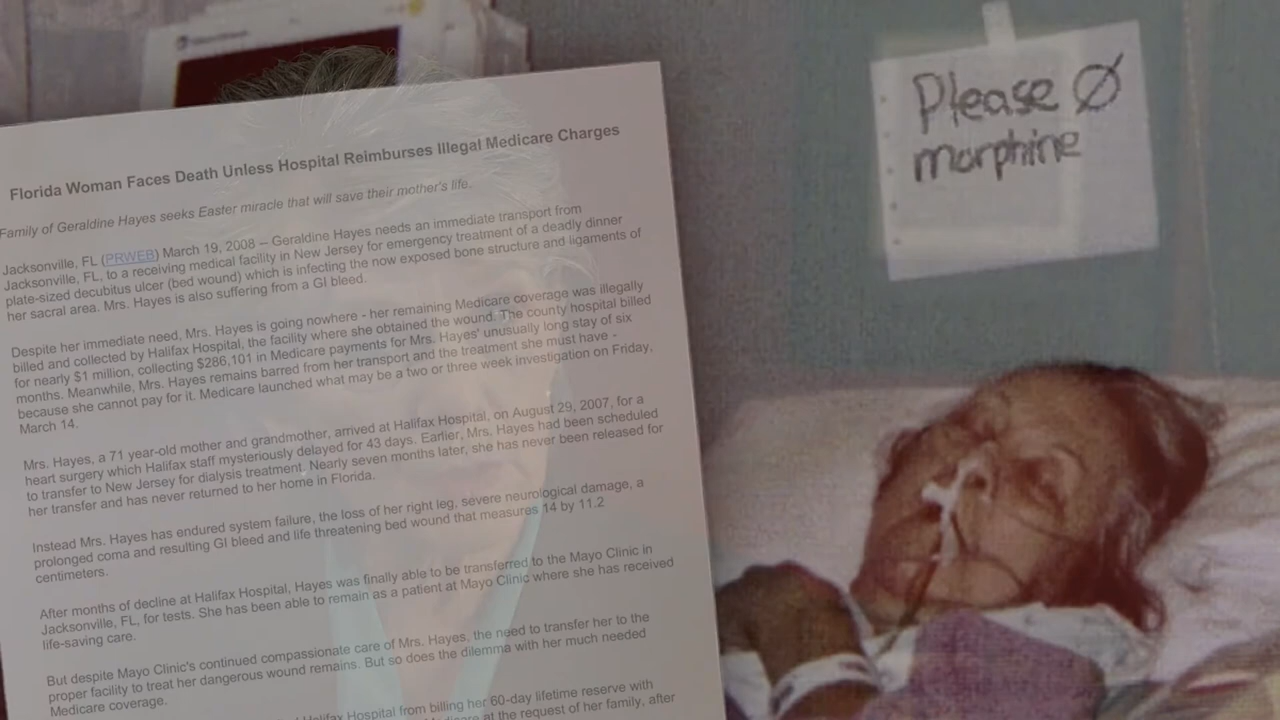 Florida Woman Faces Death Unless Hospital Reimburses Illegal Medicare Charges
Family of Geraldine Hayes seeks Easter miracle that will save their mother's life.
Jacksonville, FL (PRWEB) March 19, 2008 -- Geraldine Hayes needs an immediate transport from
Jacksonville, FL, to a receiving medical facility in New Jersey for emergency treatment of a deadly dinner
plate-sized decubitus ulcer (bed wound) which is infecting the now exposed bone structure and ligaments of
her sacral area. Mrs. Hayes is also suffering from a GI bleed.
Despite her immediate need, Mrs. Hayes is going nowhere - her remaining Medicare coverage was illegally
billed and collected by Halifax Hospital, the facility where she obtained the wound. The county hospital billed
for nearly $1 million, collecting $286,101 in Medicare payments for Mrs. Hayes' unusually long stay of six
months. Meanwhile, Mrs. Hayes remains barred from her transport and the treatment she must have -
because she cannot pay for it. Medicare launched what may be a two or three week investigation on Friday,
March 14.
Mrs. Hayes, a 71 year-old mother and grandmother, arrived at Halifax Hospital, on August 29, 2007, for a
heart surgery which Halifax staff mysteriously delayed for 43 days. Earlier, Mrs. Hayes had been scheduled
to transfer to New Jersey for dialysis treatment. Nearly seven months later, she has never been released for
her transfer and has never returned to her home in Florida.
Instead Mrs. Hayes has endured system failure, the loss of her right leg, severe neurological damage, a
prolonged coma and resulting GI bleed and life threatening bed wound that measures 14 by 11.2
centimeters.
After months of decline at Halifax Hospital, Hayes was finally able to be transferred to the Mayo Clinic in
Jacksonville, FL, for tests. She has been able to remain as a patient at Mayo Clinic where she has received
life-saving care.
But despite Mayo Clinic's continued compassionate care of Mrs. Hayes, the need to transfer her to the
proper facility to treat her dangerous wound remains. But so does the dilemma with her much needed
Medicare coverage.
Halifax Hospital from billing her 60-day lifetime reserve with
at the request of her family, after
Please Ø
morphine